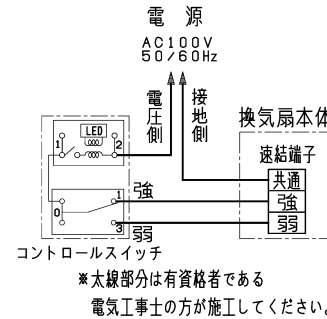 電 源
AC100V
50/60Hz
電圧側
接地側
換気扇本体
速結端子
共通
強
弱
LED
1
2
0
1
3
強
弱
コントロールスイッチ
※太線部分は有資格者である
電気工事士の方が施工してください。